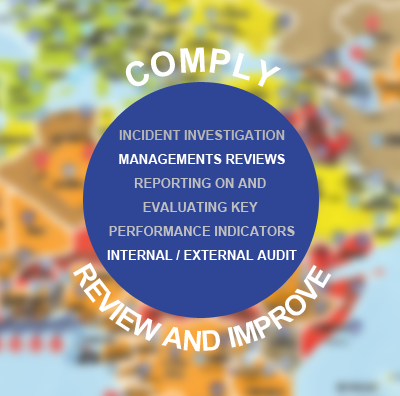 COMPLY
INCIDENT INVESTIGATION
MANAGEMENTS REVIEWS
REPORTING ON AND
EVALUATING KEY
PERFORMANCE INDICATORS
INTERNAL / EXTERNAL AUDIT
REVIEW AND IMPROVE